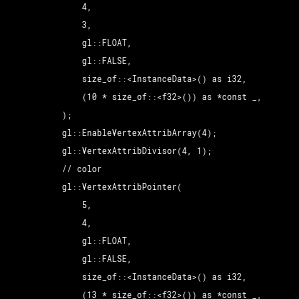 4,
3,
gl::FLOAT,
gl::FALSE,
size_of::<InstanceData>() as i32,
(10 * size_of::<f32>()) as *const _,
);
gl::EnableVertexAttribArray(4);
gl::VertexAttribDivisor(4, 1);
// color
gl::VertexAttribPointer(
5,
4,
gl::FLOAT,
gl::FALSE,
size_of::<InstanceData>() as i32,
(13 * size_of::<f32>()) as *const _,